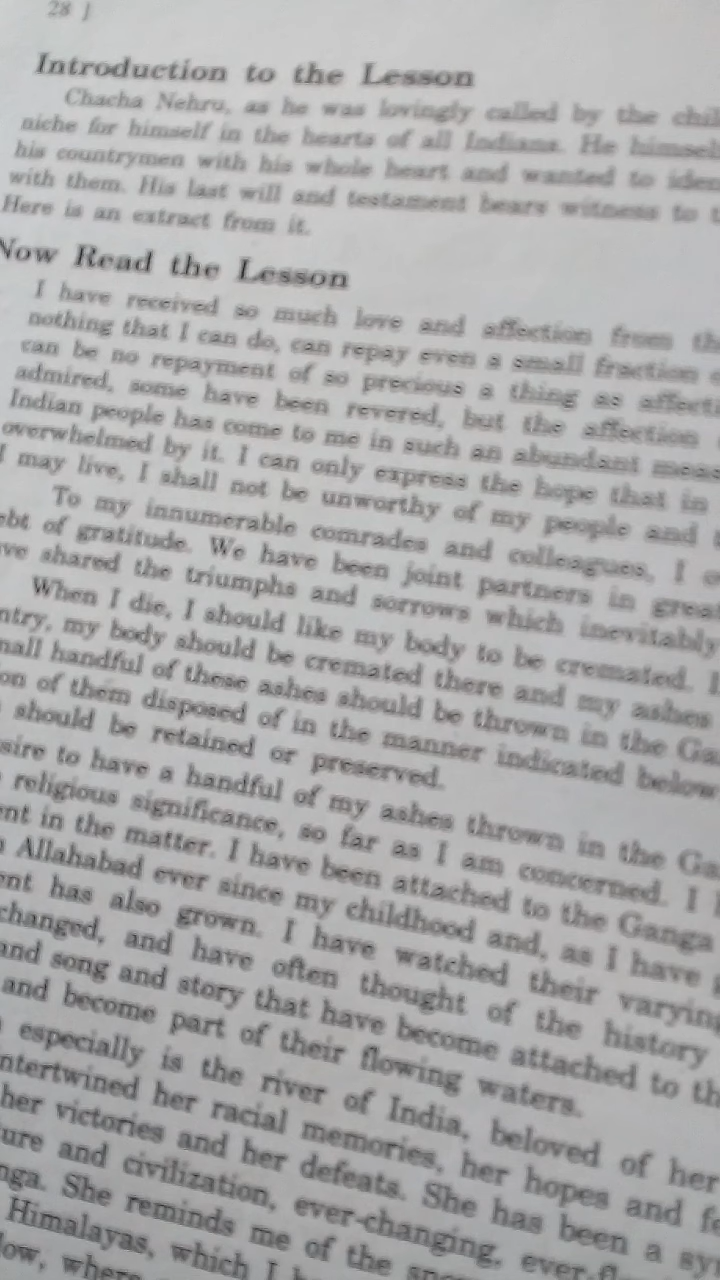 28 ]
Introduction to the Lesson
Chacha Nehru, as he was lovingly called by the chil
niche for himself in the hearts of all Indians. He himsel
his countrymen with his whole heart and wanted to iden
with them. His last will and testament bears witness to t
Here is an extract from it.
Now Read the Lesson
I have received so much love and affection from th
nothing that I can do, can repay even a small fraction o
can be no repayment of so precious a thing as affecti
admired, some have been revered, but the affection
Indian people has come to me in such an abundant meas
overwhelmed by it. I can only express the hope that in
I may live, I shall not be unworthy of my people and
To my innumerable comrades and colleagues, I o
ebt of gratitude. We have been joint partners in great
ve shared the triumphs and sorrows which inevitably
When I die, I should like my body to be cremated. I
ntry, my body should be cremated there and my ashes
mall handful of these ashes should be thrown in the Ga
on of them disposed of in the manner indicated below
should be retained or preserved.
sire to have a handful of my ashes thrown in the Ga
religious significance, so far as I am concerned. I
ent in the matter. I have been attached to the Ganga
Allahabad ever since my childhood and, as I have
ent has also grown. I have watched their varying
changed, and have often thought of the history
and song and story that have become attached to th
and become part of their flowing waters.
especially is the river of India, beloved of her
ntertwined her racial memories, her hopes and fe
her victories and her defeats. She has been a sy
ure and civilization, ever-changing, ever-fl
nga. She reminds me of the sno
Himalayas, which I h
low, where